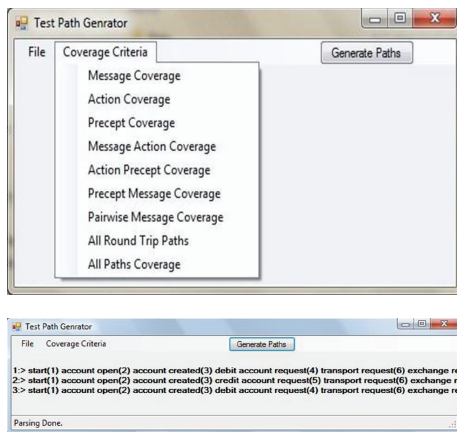 Test Path Genrator
File Coverage Criteria Generate Paths
Message Coverage
Action Coverage
Precept Coverage
Message Action Coverage
Action Precept Coverage
Precept Message Coverage
Pairwise Message Coverage
All Round Trip Paths
All Paths Coverage
Test Path Genrator
File Coverage Criteria Generate Paths
1:> start(1) account open(2) account created(3) debit account request(4) transport request(6) exchange re
2:> start(1) account open(2) account created(3) credit account request(5) transport request(6) exchange r
3:> start(1) account open(2) account created(3) debit account request(4) transport request(6) exchange re
Parsing Done.